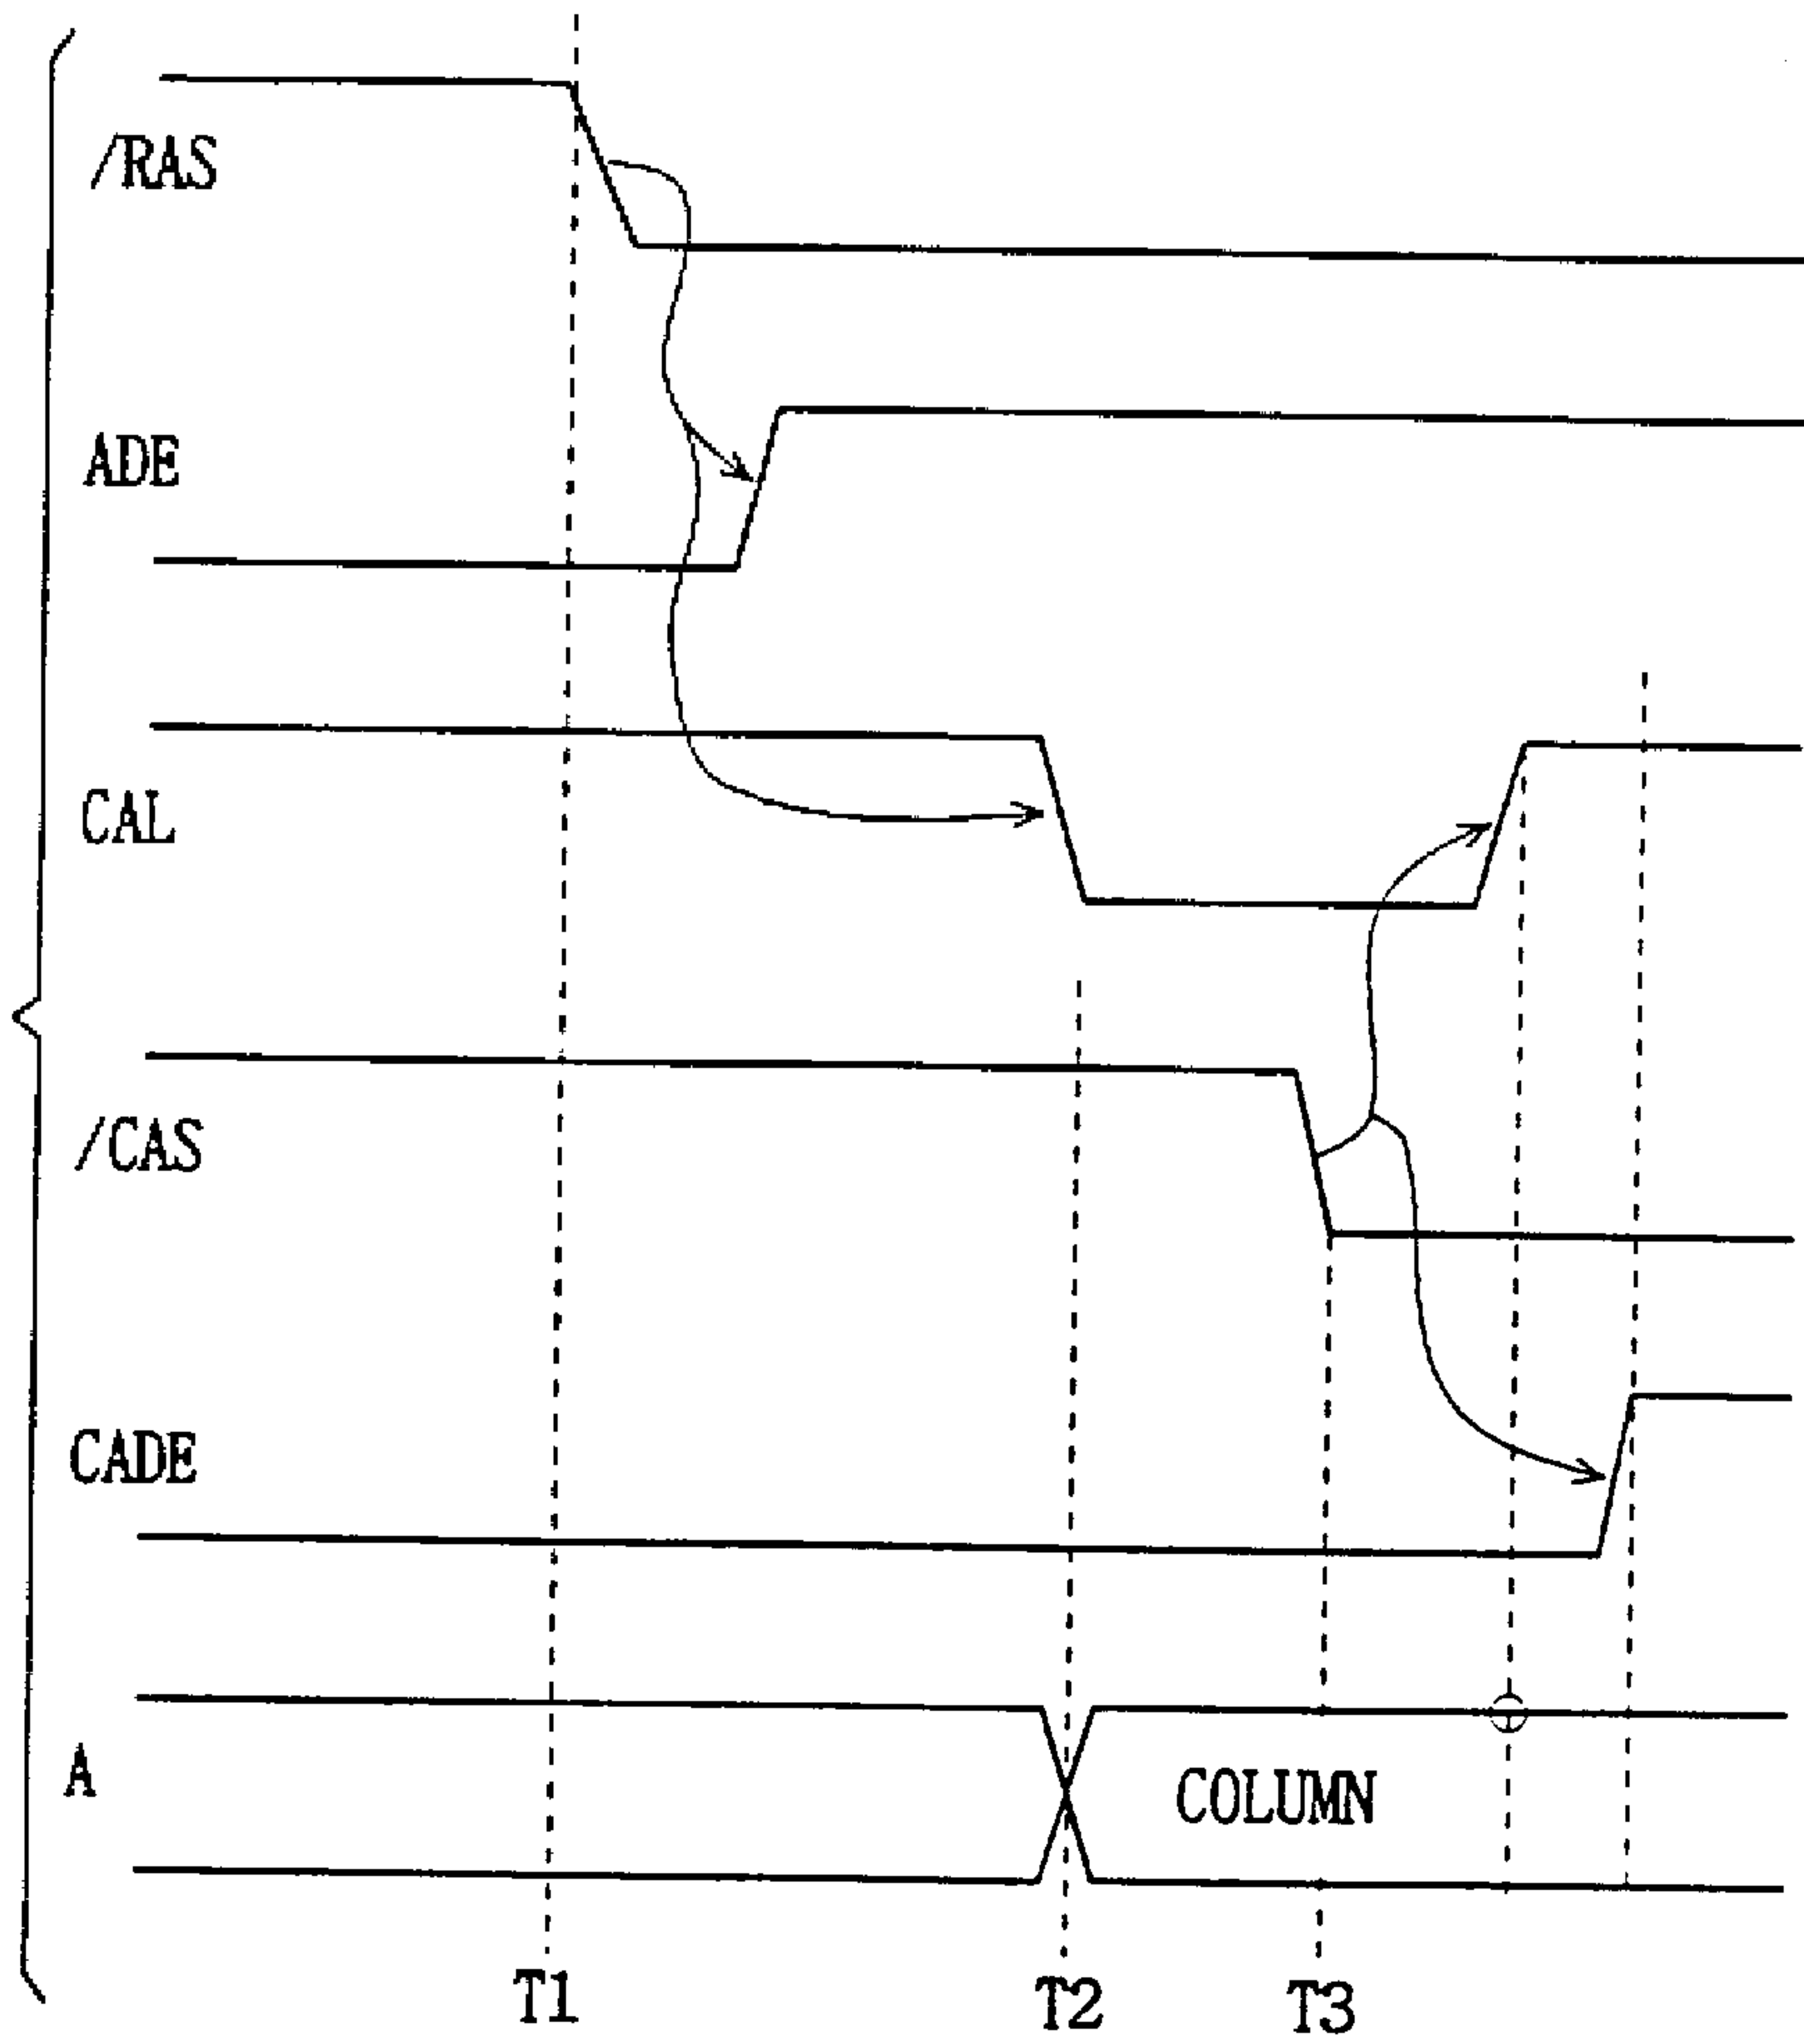 /RAS
ADE
CAL
/CAS
CADE
A
COLUMN
T1 T2 T3